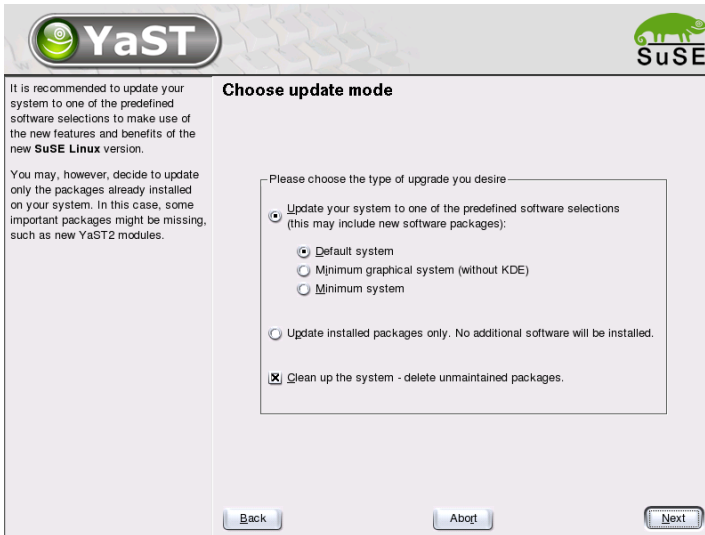 YaST
SuSE
It is recommended to update your
system to one of the predefined
software selections to make use of
the new features and benefits of the
new SuSE Linux version.
You may, however, decide to update
only the packages already installed
on your system. In this case, some
important packages might be missing,
such as new YaST2 modules.
Choose update mode
Please choose the type of upgrade you desire
Update your system to one of the predefined software selections
(this may include new software packages):
Default system
Minimum graphical system (without KDE)
Minimum system
Update installed packages only. No additional software will be installed.
Clean up the system - delete unmaintained packages.
Back
Abort
Next